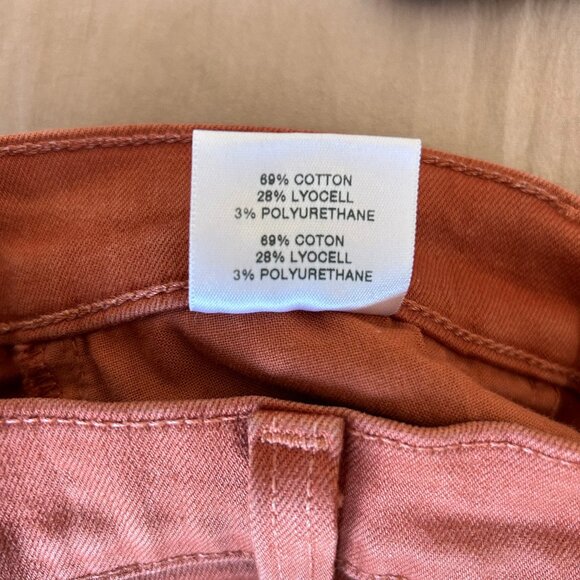 69% COTTON
28% LYOCELL
3% POLYURETHANE
69% COTON
28% LYOCELL
3% POLYURETHANE